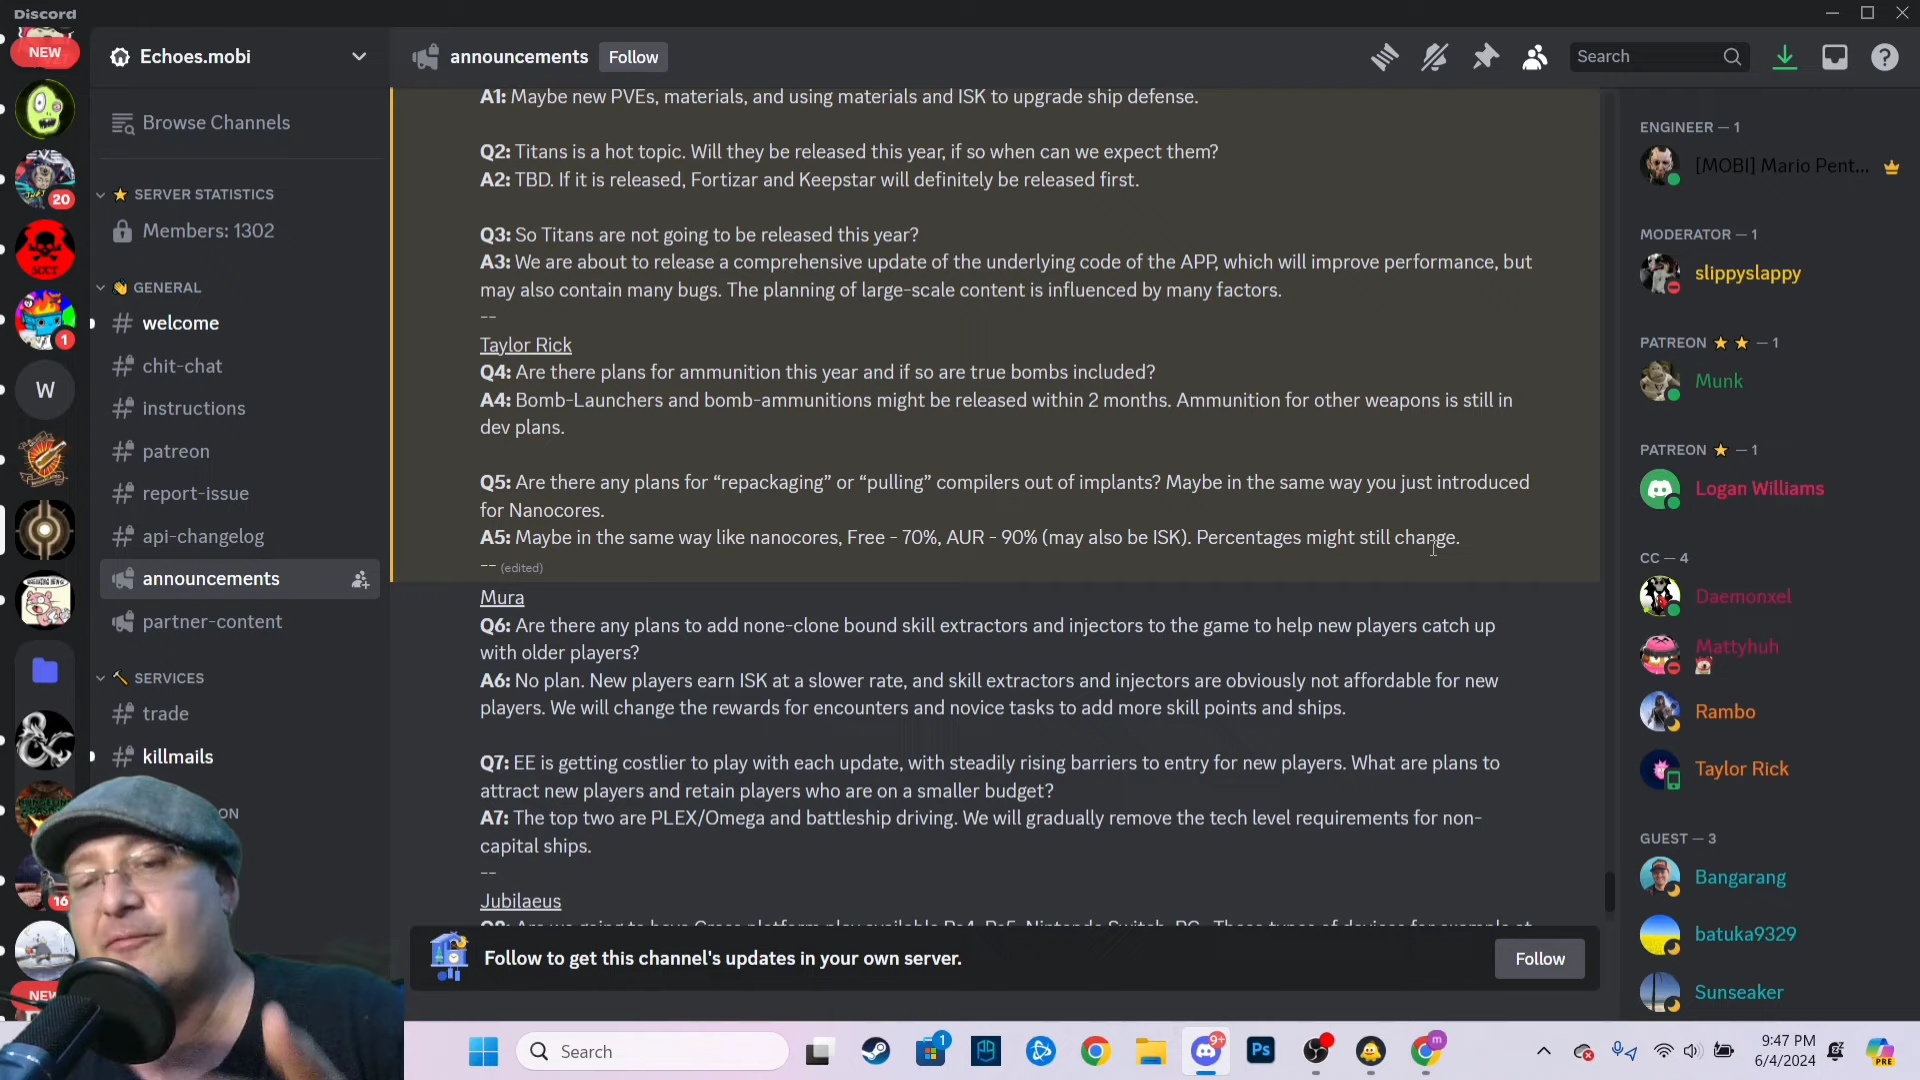 Discord
NEW
Echoes.mobi
announcements
Follow
Search
Browse Channels
SERVER STATISTICS
Members: 1302
GENERAL
welcome
chit-chat
instructions
patreon
report-issue
api-changelog
announcements
partner-content
SERVICES
trade
killmails
ON
20
1
W
16
NEW
A1: Maybe new PVEs, materials, and using materials and ISK to upgrade ship defense.
Q2: Titans is a hot topic. Will they be released this year, if so when can we expect them?
A2: TBD. If it is released, Fortizar and Keepstar will definitely be released first.
Q3: So Titans are not going to be released this year?
A3: We are about to release a comprehensive update of the underlying code of the APP, which will improve performance, but
may also contain many bugs. The planning of large-scale content is influenced by many factors.
--
Taylor Rick
Q4: Are there plans for ammunition this year and if so are true bombs included?
A4: Bomb-Launchers and bomb-ammunitions might be released within 2 months. Ammunition for other weapons is still in
dev plans.
Q5: Are there any plans for “repackaging” or “pulling” compilers out of implants? Maybe in the same way you just introduced
for Nanocores.
A5: Maybe in the same way like nanocores, Free - 70%, AUR - 90% (may also be ISK). Percentages might still change.
-- (edited)
Mura
Q6: Are there any plans to add none-clone bound skill extractors and injectors to the game to help new players catch up
with older players?
A6: No plan. New players earn ISK at a slower rate, and skill extractors and injectors are obviously not affordable for new
players. We will change the rewards for encounters and novice tasks to add more skill points and ships.
Q7: EE is getting costlier to play with each update, with steadily rising barriers to entry for new players. What are plans to
attract new players and retain players who are on a smaller budget?
A7: The top two are PLEX/Omega and battleship driving. We will gradually remove the tech level requirements for non-
capital ships.
--
Jubilaeus
Follow to get this channel's updates in your own server.
Follow
ENGINEER — 1
[MOBI] Mario Pent...
MODERATOR — 1
slippyslappy
PATREON ⭐ ⭐ — 1
Munk
PATREON ⭐ — 1
Logan Williams
CC — 4
Daemonxel
Mattyhuh
Rambo
Taylor Rick
GUEST — 3
Bangarang
batuka9329
Sunseaker
Search
1
9+
Ps
m
9:47 PM
6/4/2024
PRE